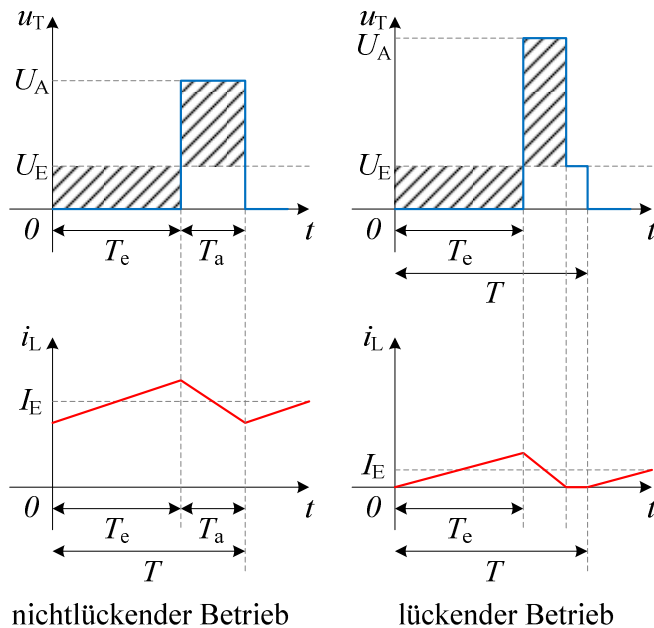 u_T
U_A
U_E
0
t
T_e
T_a
i_L
I_E
0
t
T_e
T_a
T
nichtlückender Betrieb
u_T
U_A
U_E
0
t
T_e
T
i_L
I_E
0
t
T_e
T
lückender Betrieb